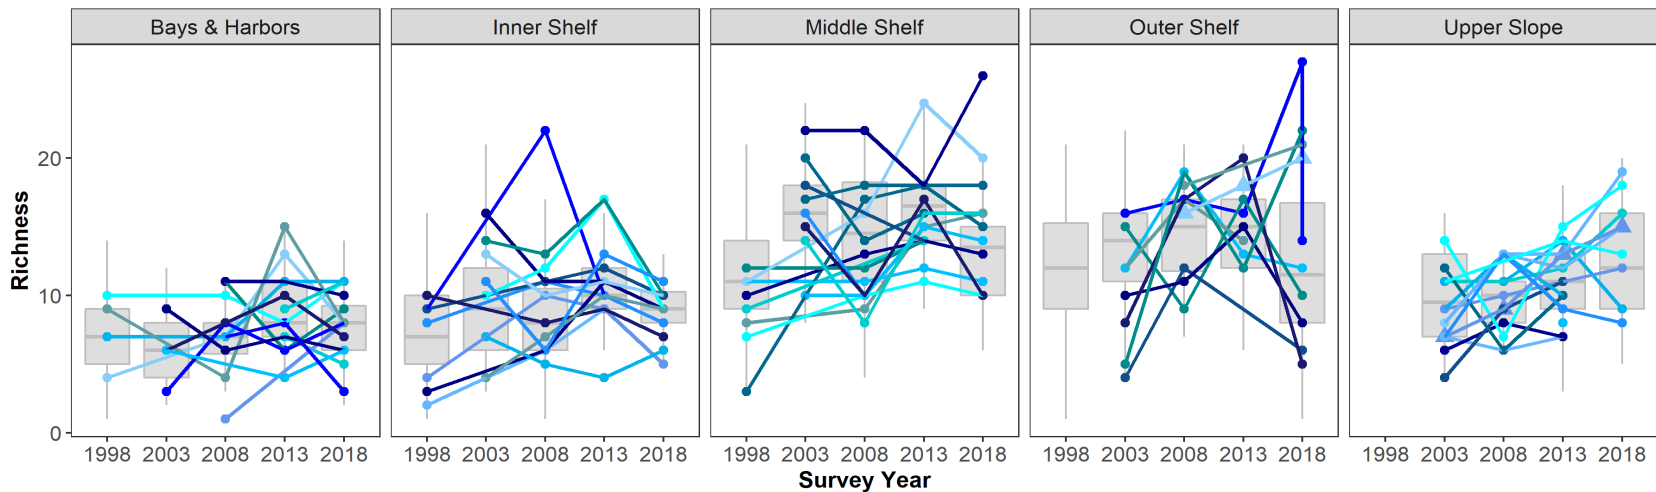 Bays & Harbors Inner Shelf Middle Shelf Outer Shelf Upper Slope
Richness
20
10
0
1998 2003 2008 2013 2018 1998 2003 2008 2013 2018 1998 2003 2008 2013 2018 1998 2003 2008 2013 2018 1998 2003 2008 2013 2018
Survey Year